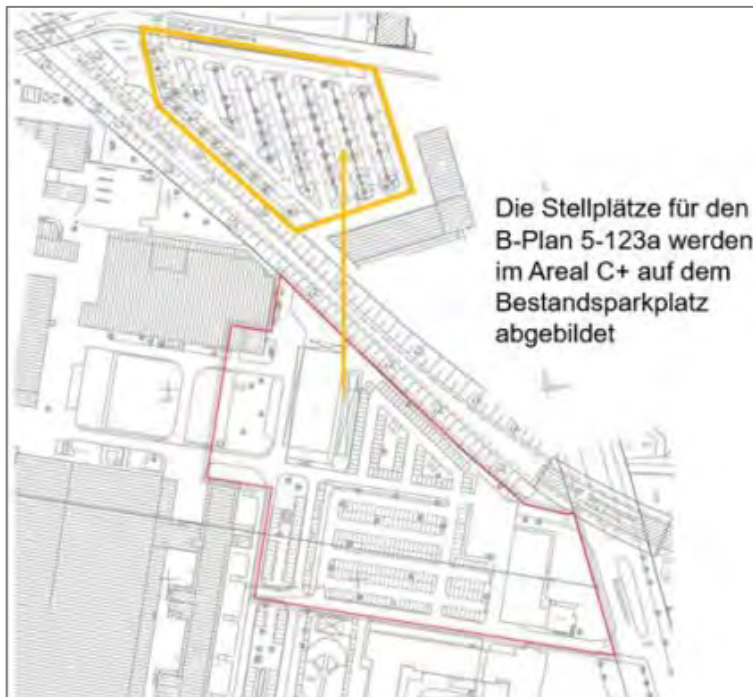 Die Stellplätze für den
B-Plan 5-123a werden
im Areal C+ auf dem
Bestandsparkplatz
abgebildet